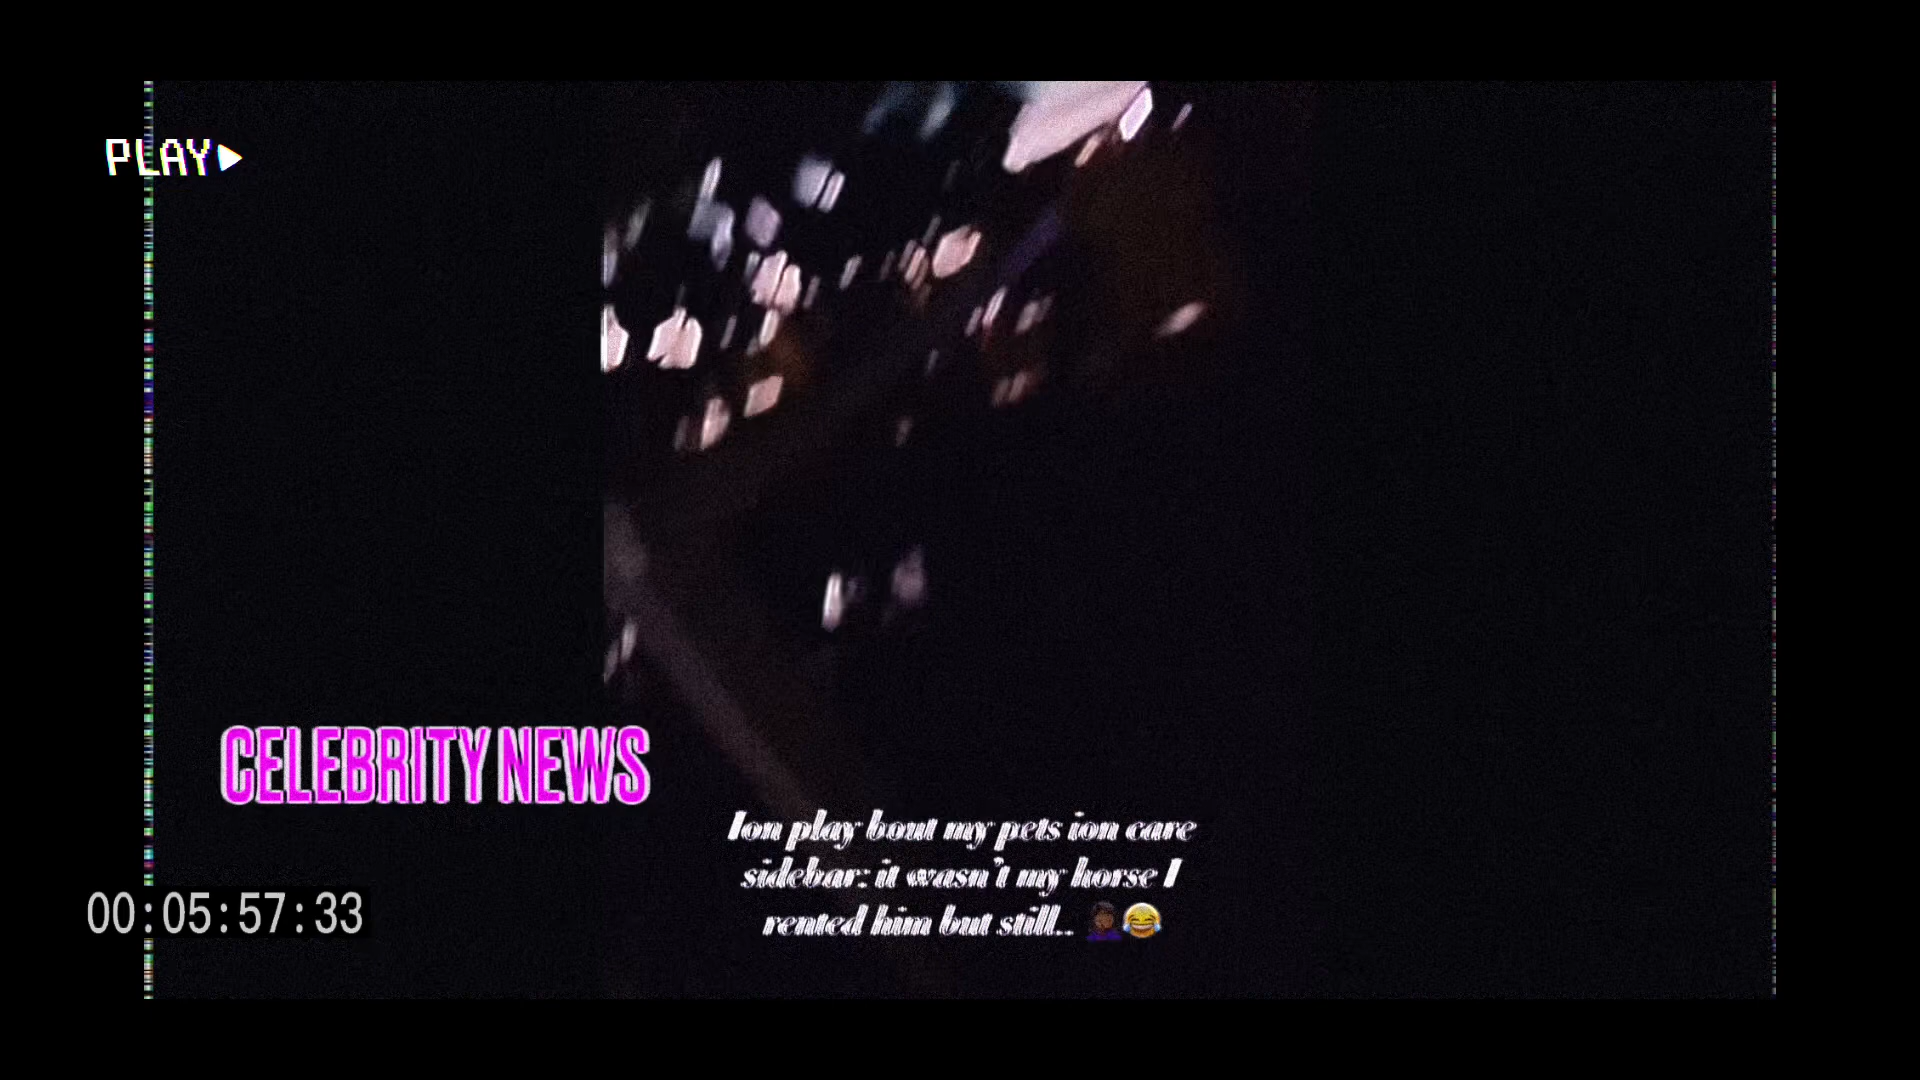 PLAY
CELEBRITY NEWS
Ion play bout my pets ion care
sidebar: it wasn't my horse I
rented him but still.. 🤦🏾‍♀️😂
00:05:57:33